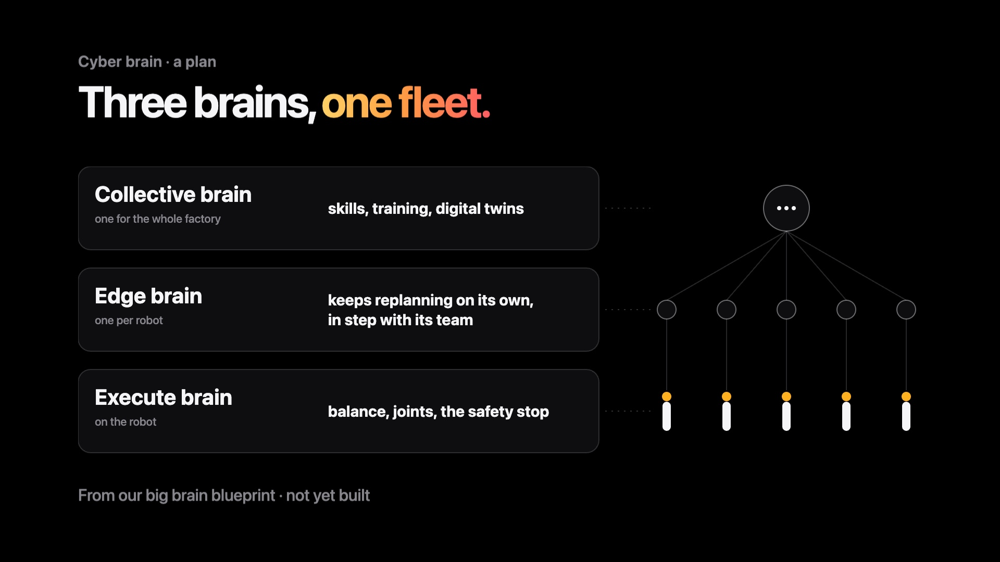 Cyber brain · a plan
Three brains, one fleet.
Collective brain
one for the whole factory
skills, training, digital twins
Edge brain
one per robot
keeps replanning on its own,
in step with its team
Execute brain
on the robot
balance, joints, the safety stop
From our big brain blueprint · not yet built